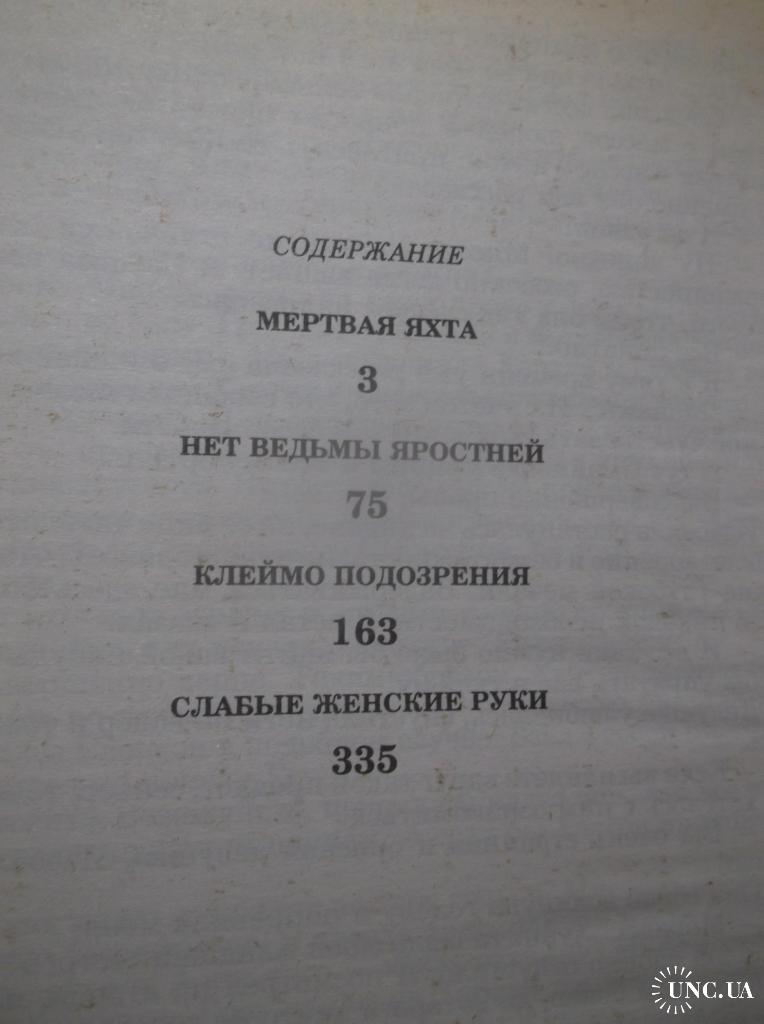 СОДЕРЖАНИЕ
МЕРТВАЯ ЯХТА
3
НЕТ ВЕДЬМЫ ЯРОСТНЕЙ
75
КЛЕЙМО ПОДОЗРЕНИЯ
163
СЛАБЫЕ ЖЕНСКИЕ РУКИ
335
UNC.UA